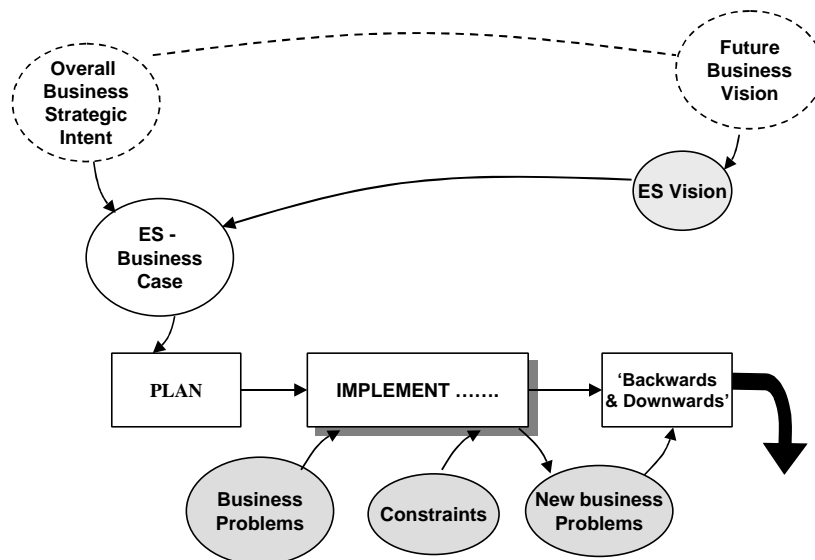 Overall
Business
Strategic
Intent
Future
Business
Vision
ES Vision
ES -
Business
Case
PLAN
IMPLEMENT …….
‘Backwards
& Downwards’
Business
Problems
Constraints
New business
Problems